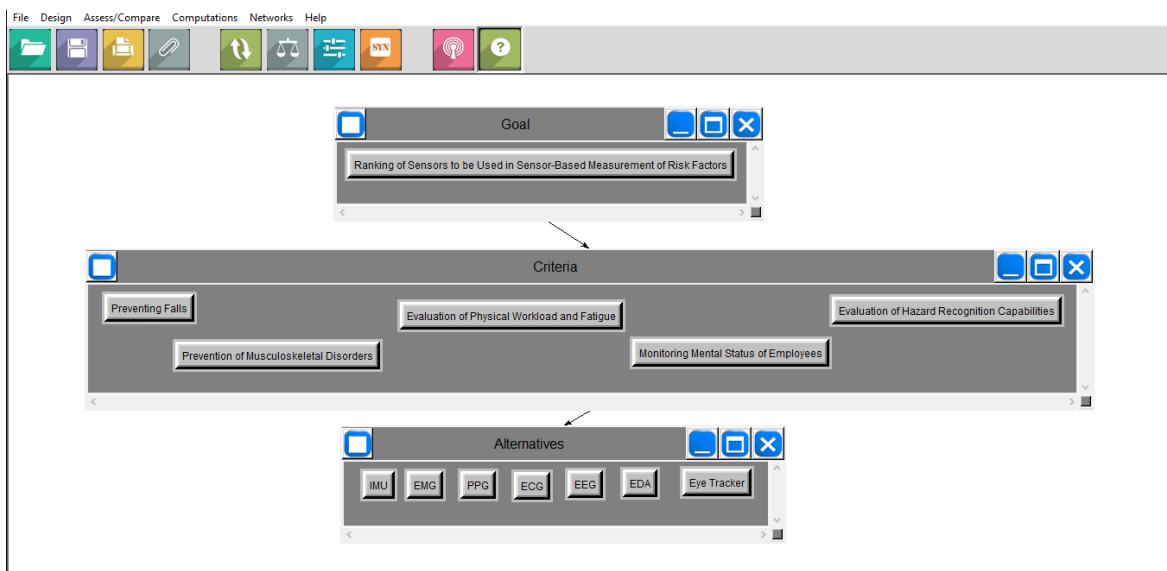 File Design Assess/Compare Computations Networks Help
SYN
?
Goal
Ranking of Sensors to be Used in Sensor-Based Measurement of Risk Factors
Criteria
Preventing Falls
Evaluation of Physical Workload and Fatigue
Evaluation of Hazard Recognition Capabilities
Prevention of Musculoskeletal Disorders
Monitoring Mental Status of Employees
Alternatives
IMU EMG PPG ECG EEG EDA Eye Tracker